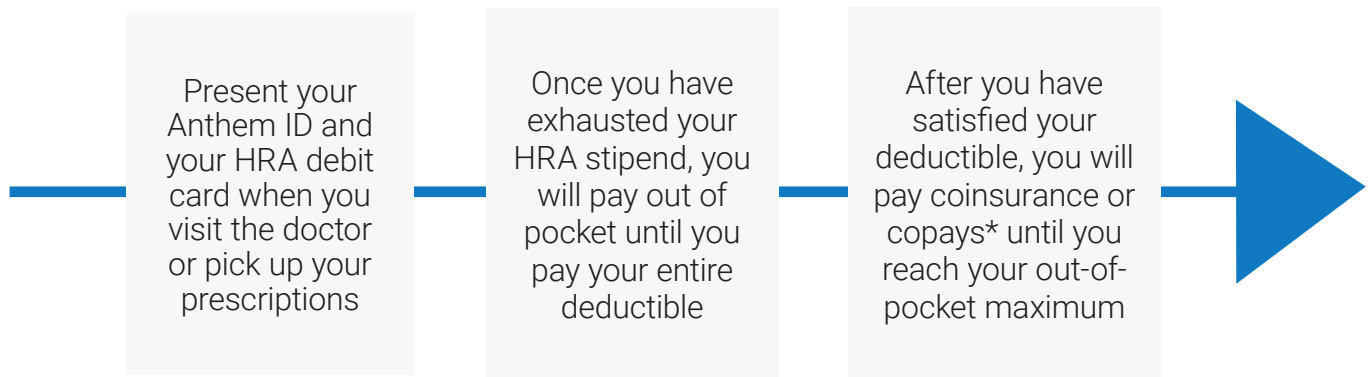 Present your
Anthem ID and
your HRA debit
card when you
visit the doctor
or pick up your
prescriptions
Once you have
exhausted your
HRA stipend, you
will pay out of
pocket until you
pay your entire
deductible
After you have
satisfied your
deductible, you will
pay coinsurance or
copays* until you
reach your out-of-
pocket maximum